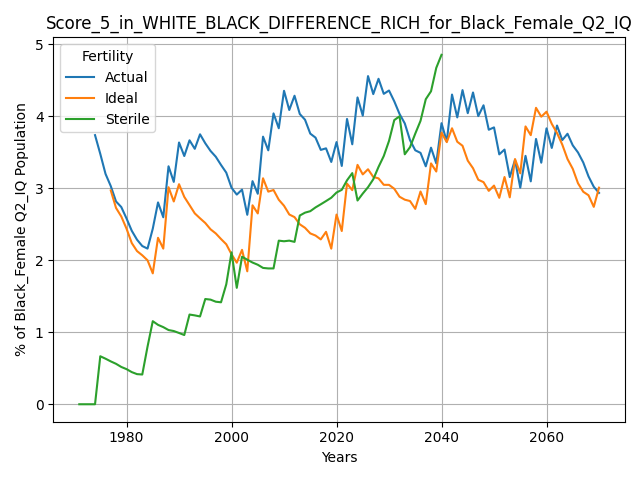 Score_5_in_WHITE_BLACK_DIFFERENCE_RICH_for_Black_Female_Q2_IQ
Fertility
Actual
Ideal
Sterile
% of Black_Female Q2_IQ Population
5
4
3
2
1
0
1980 2000 2020 2040 2060
Years